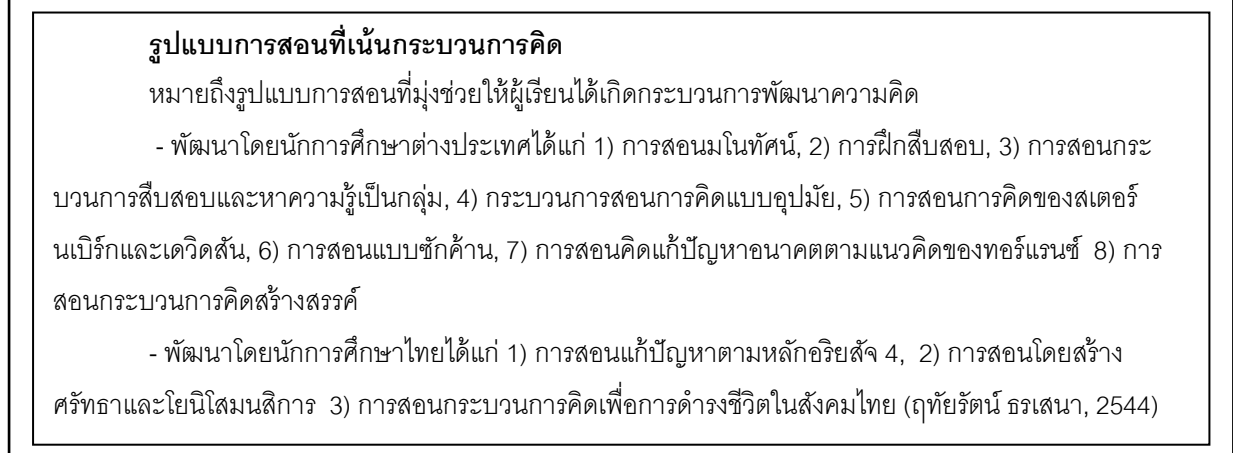 รูปแบบการสอนที่เน้นกระบวนการคิด
หมายถึงรูปแบบการสอนที่มุ่งช่วยให้ผู้เรียนได้เกิดกระบวนการพัฒนาความคิด
- พัฒนาโดยนักการศึกษาต่างประเทศได้แก่ 1) การสอนมโนทัศน์, 2) การฝึกสืบสอบ, 3) การสอนกระ
บวนการสืบสอบและหาความรู้เป็นกลุ่ม, 4) กระบวนการสอนการคิดแบบอุปมัย, 5) การสอนการคิดของสเตอร์
นเบิร์กและเดวิดสัน, 6) การสอนแบบซักค้าน, 7) การสอนคิดแก้ปัญหาอนาคตตามแนวคิดของทอร์แรนซ์ 8) การ
สอนกระบวนการคิดสร้างสรรค์
- พัฒนาโดยนักการศึกษาไทยได้แก่ 1) การสอนแก้ปัญหาตามหลักอริยสัจ 4, 2) การสอนโดยสร้าง
ศรัทธาและโยนิโสมนสิการ 3) การสอนกระบวนการคิดเพื่อการดำรงชีวิตในสังคมไทย (ฤทัยรัตน์ ธรเสนา, 2544)